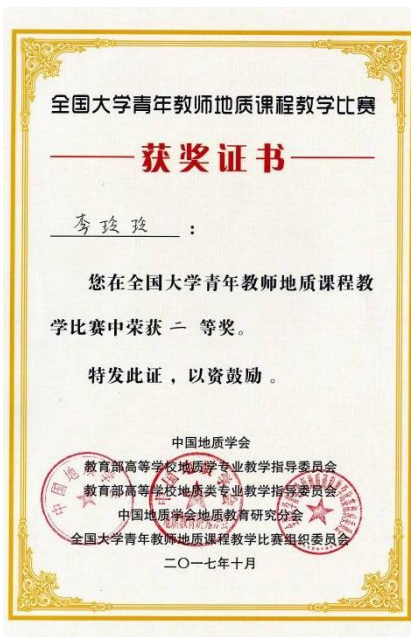 全国大学青年教师地质课程教学比赛
获奖证书
李玲玲:
您在全国大学青年教师地质课程教
学比赛中荣获 二 等奖。
特发此证，以资鼓励。
中国地质学会
教育部高等学校地质学专业教学指导委员会
教育部高等学校地质类专业教学指导委员会
中国地质学会地质教育研究分会
全国大学青年教师地质课程教学比赛组织委员会
二〇一七年十月